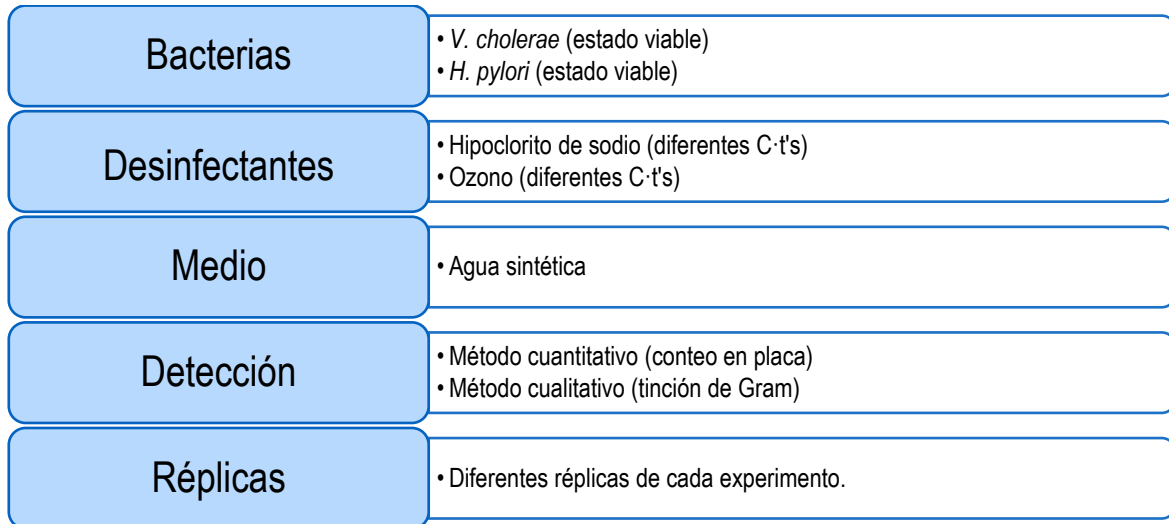 Bacterias
• V. cholerae (estado viable)
• H. pylori (estado viable)
Desinfectantes
• Hipoclorito de sodio (diferentes C·t's)
• Ozono (diferentes C·t's)
Medio
• Agua sintética
Detección
• Método cuantitativo (conteo en placa)
• Método cualitativo (tinción de Gram)
Réplicas
• Diferentes réplicas de cada experimento.